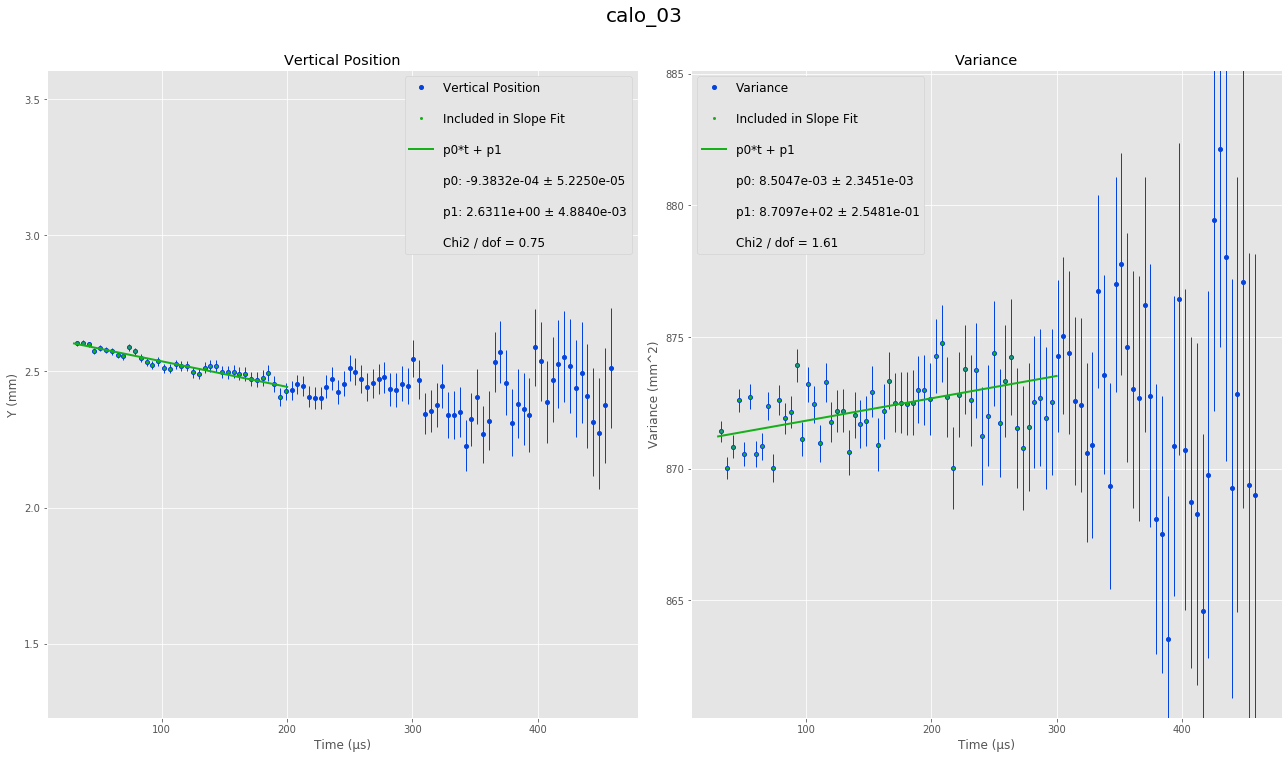 calo_03
Vertical Position
3.5
3.0
2.5
2.0
1.5
Y (mm)
100
200
300
400
Time (μs)
Vertical Position
Included in Slope Fit
p0*t + p1
p0: -9.3832e-04 ± 5.2250e-05
p1: 2.6311e+00 ± 4.8840e-03
Chi2 / dof = 0.75
Variance
885
880
875
870
865
Variance (mm^2)
100
200
300
400
Time (μs)
Variance
Included in Slope Fit
p0*t + p1
p0: 8.5047e-03 ± 2.3451e-03
p1: 8.7097e+02 ± 2.5481e-01
Chi2 / dof = 1.61